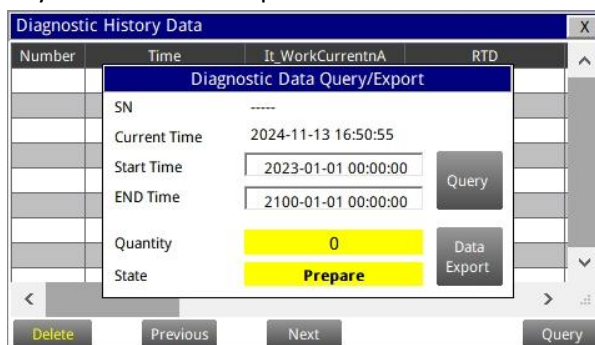 Diagnostic History Data X
Number Time It_WorkCurrentnA RTD
Diagnostic Data Query/Export
SN -----
Current Time 2024-11-13 16:50:55
Start Time 2023-01-01 00:00:00
Query
END Time 2100-01-01 00:00:00
Quantity 0
Data Export
State Prepare
Delete Previous Next Query